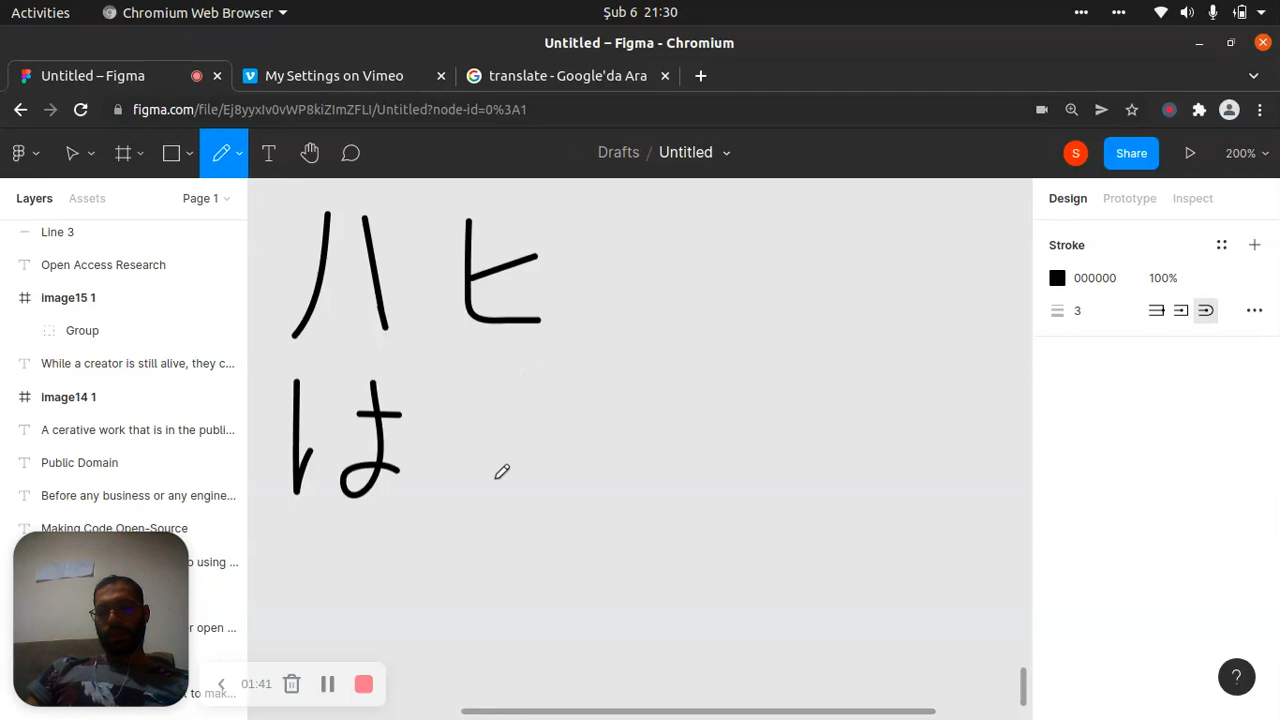 Activities Chromium Web Browser Şub 6 21:30
Untitled – Figma - Chromium
Untitled – Figma My Settings on Vimeo translate - Google'da Ara
figma.com/file/Ej8yyxIv0vWP8kiZImZFLI/Untitled?node-id=0%3A1
Drafts / Untitled S Share 200%
Layers Assets Page 1
Design Prototype Inspect
Line 3
Stroke
Open Access Research
000000 100%
image15 1
3
Group
While a creator is still alive, they c...
image14 1
A cerative work that is in the publi...
Public Domain
Before any business or any engine...
Making Code Open-Source
ハ ヒ
は
using ...
r open ...
t to mak...
01:41
?